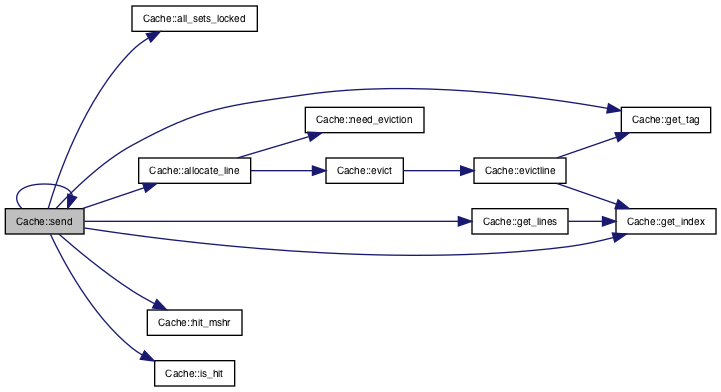 Cache::all_sets_locked
Cache::need_eviction
Cache::get_tag
Cache::allocate_line
Cache::evict
Cache::evictline
Cache::send
Cache::get_lines
Cache::get_index
Cache::hit_mshr
Cache::is_hit